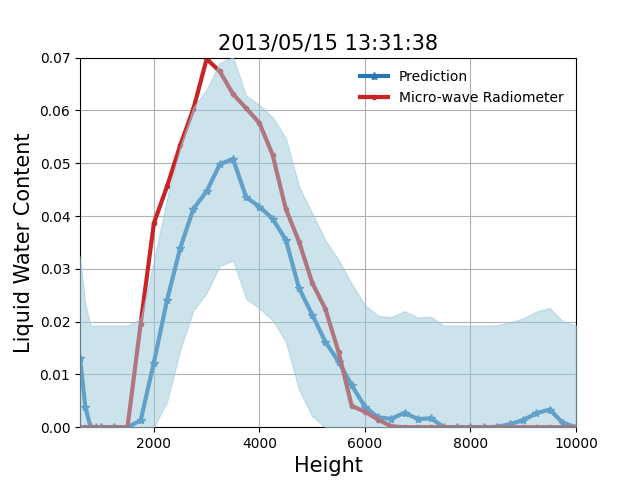 2013/05/15 13:31:38
Prediction
Micro-wave Radiometer
Liquid Water Content
0.07
0.06
0.05
0.04
0.03
0.02
0.01
0.00
2000 4000 6000 8000 10000
Height